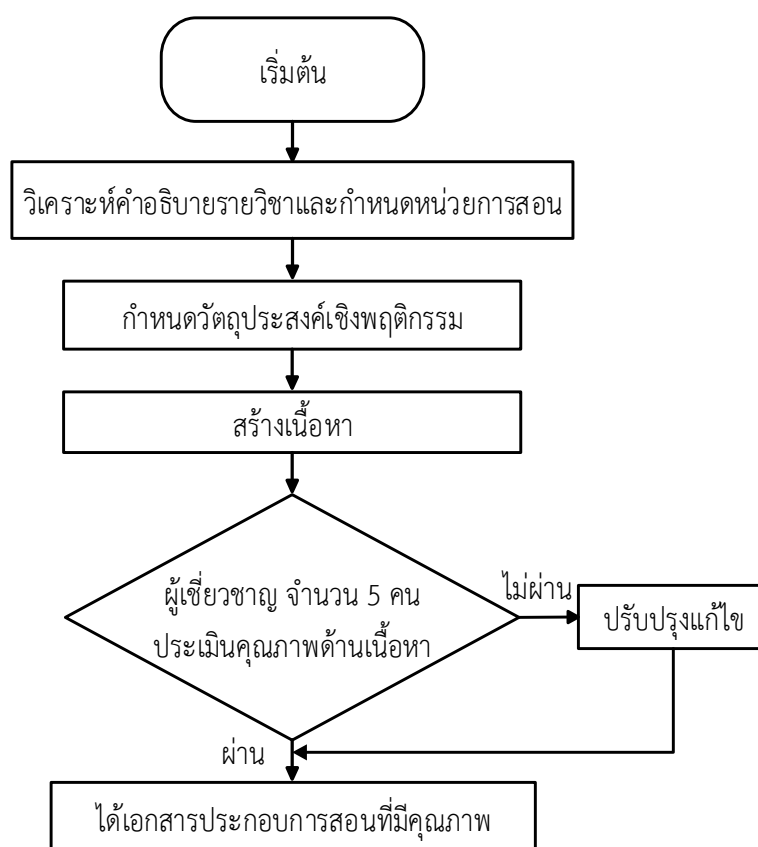 เริ่มต้น
วิเคราะห์คำอธิบายรายวิชาและกำหนดหน่วยการสอน
กำหนดวัตถุประสงค์เชิงพฤติกรรม
สร้างเนื้อหา
ผู้เชี่ยวชาญ จำนวน 5 คน
ประเมินคุณภาพด้านเนื้อหา
ไม่ผ่าน
ปรับปรุงแก้ไข
ผ่าน
ได้เอกสารประกอบการสอนที่มีคุณภาพ